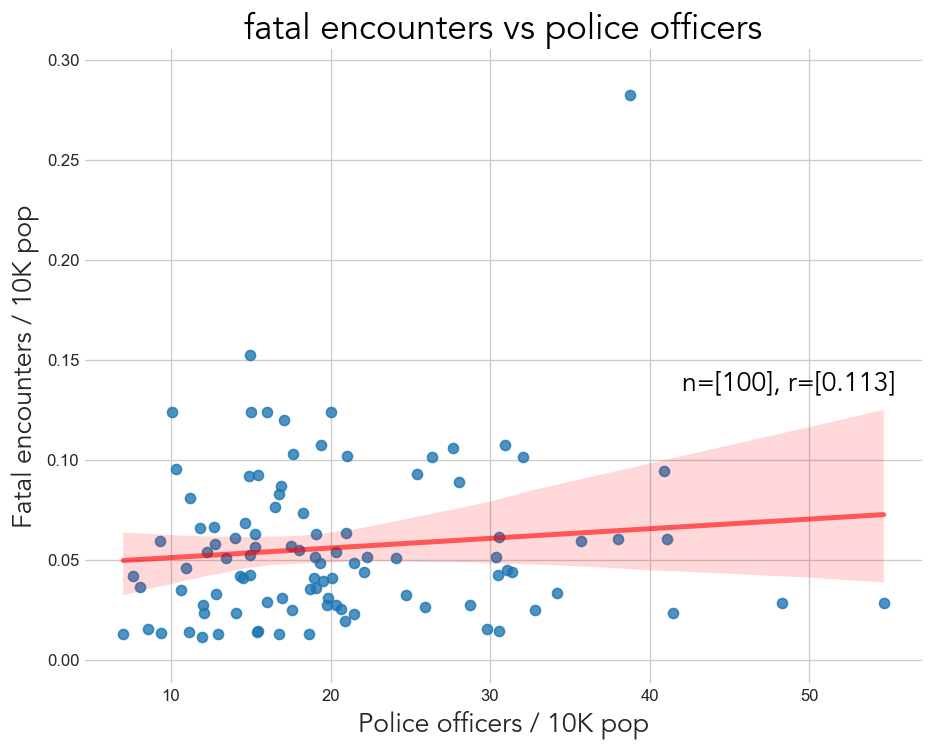 fatal encounters vs police officers
0.30
0.25
0.20
0.15
n=[100], r=[0.113]
0.10
0.05
0.00
Fatal encounters / 10K pop
10 20 30 40 50
Police officers / 10K pop